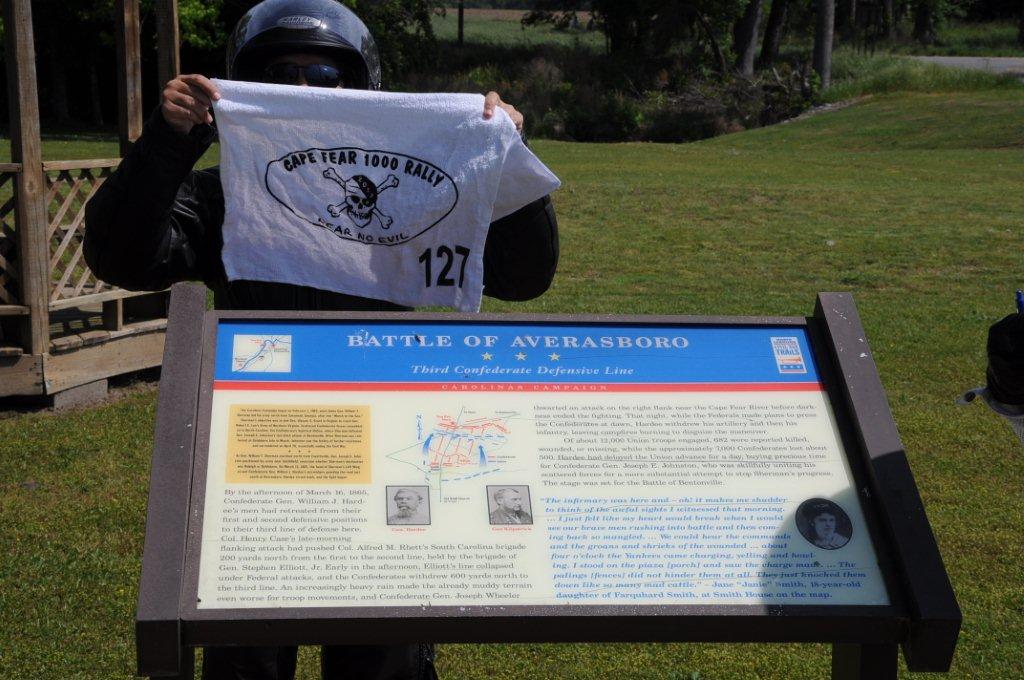 CAPE FEAR 1000 RALLY
FEAR NO EVIL
127
BATTLE OF AVERASBORO
Third Confederate Defensive Line
CAROLINAS CAMPAIGN
TRAILS
By the afternoon of March 16, 1865,
Confederate Gen. William J. Hard-
ee's men had retreated from their
first and second defensive positions
to their third line of defense here.
Col. Henry Case's late-morning
flanking attack had pushed Col. Alfred M. Rhett's South Carolina brigade
200 yards north from the first to the second line, held by the brigade of
Gen. Stephen Elliott, Jr. Early in the afternoon, Elliott's line collapsed
under Federal attacks, and the Confederates withdrew 600 yards north to
the third line. An increasingly heavy rain made the already muddy terrain
even worse for troop movements, and Confederate Gen. Joseph Wheeler
Gen. Hardee
Gen Kilpatrick
thwarted an attack on the right flank near the Cape Fear River before dark-
ness ended the fighting. That night, while the Federals made plans to press
the Confederates at dawn, Hardee withdrew his artillery and then his
infantry, leaving campfires burning to disguise the maneuver.
Of about 12,000 Union troops engaged, 682 were reported killed,
wounded, or missing, while the approximately 7,000 Confederates lost about
500. Hardee had delayed the Union advance for a day, buying precious time
for Confederate Gen. Joseph E. Johnston, who was skillfully uniting his
scattered forces for a more substantial attempt to stop Sherman's progress.
The stage was set for the Battle of Bentonville.
"The infirmary was here and - oh! it makes me shudder
to think of the awful sights I witnessed that morning.
... I just felt like my heart would break when I would
see our brave men rushing into battle and then com-
ing back so mangled. ... We could hear the commands
and the groans and shrieks of the wounded ... about
four o'clock the Yankees came charging, yelling and howl-
ing. I stood on the piaza [porch] and saw the charge made ... The
palings [fences] did not hinder them at all. They just knocked them
down like so many mad cattle." - Jane "Janie" Smith, 18-year-old
daughter of Farquhard Smith, at Smith House on the map.